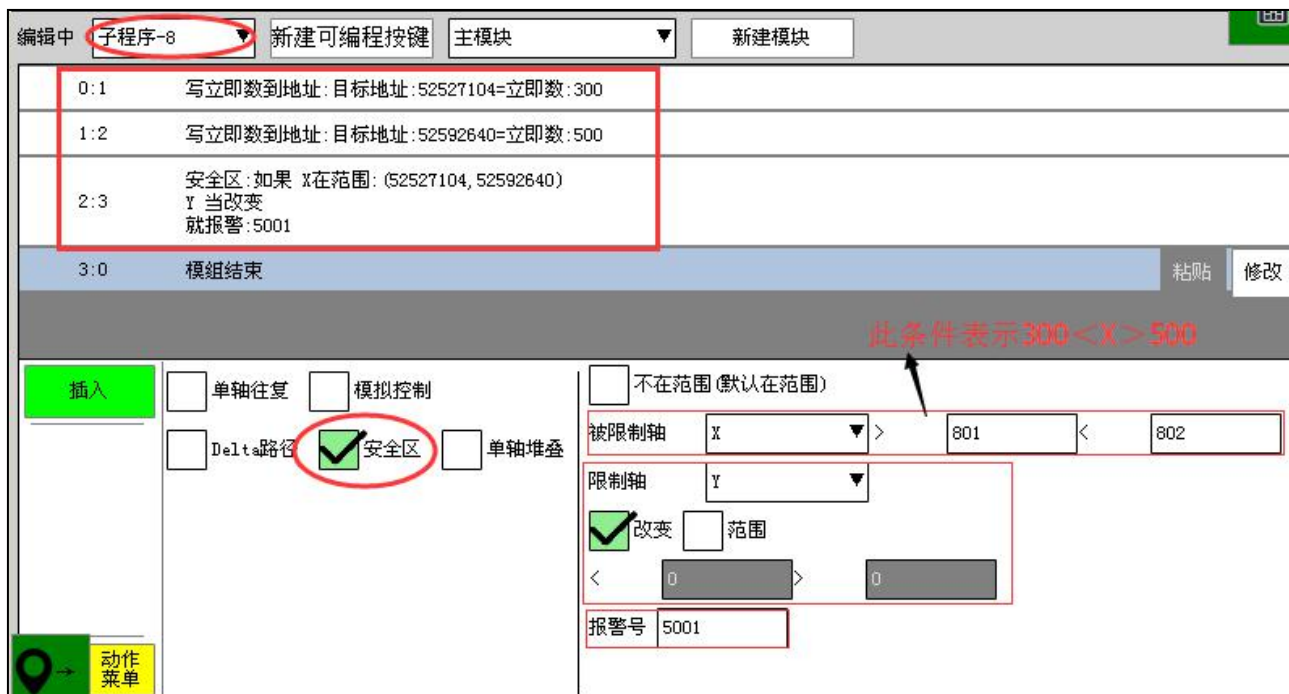 编辑中 子程序-8 新建可编程按键 主模块 新建模块
0:1 写立即数到地址:目标地址:52527104=立即数:300
1:2 写立即数到地址:目标地址:52592640=立即数:500
安全区:如果 X在范围:(52527104,52592640)
2:3 Y 当改变
就报警:5001
3:0 模组结束 粘贴 修改
此条件表示300<X>500
插入 单轴往复 模拟控制 不在范围(默认在范围)
被限制轴 X > 801 < 802
Delta路径 安全区 单轴堆叠
限制轴 Y
改变 范围
< 0 > 0
报警号 5001
→ 动作
菜单